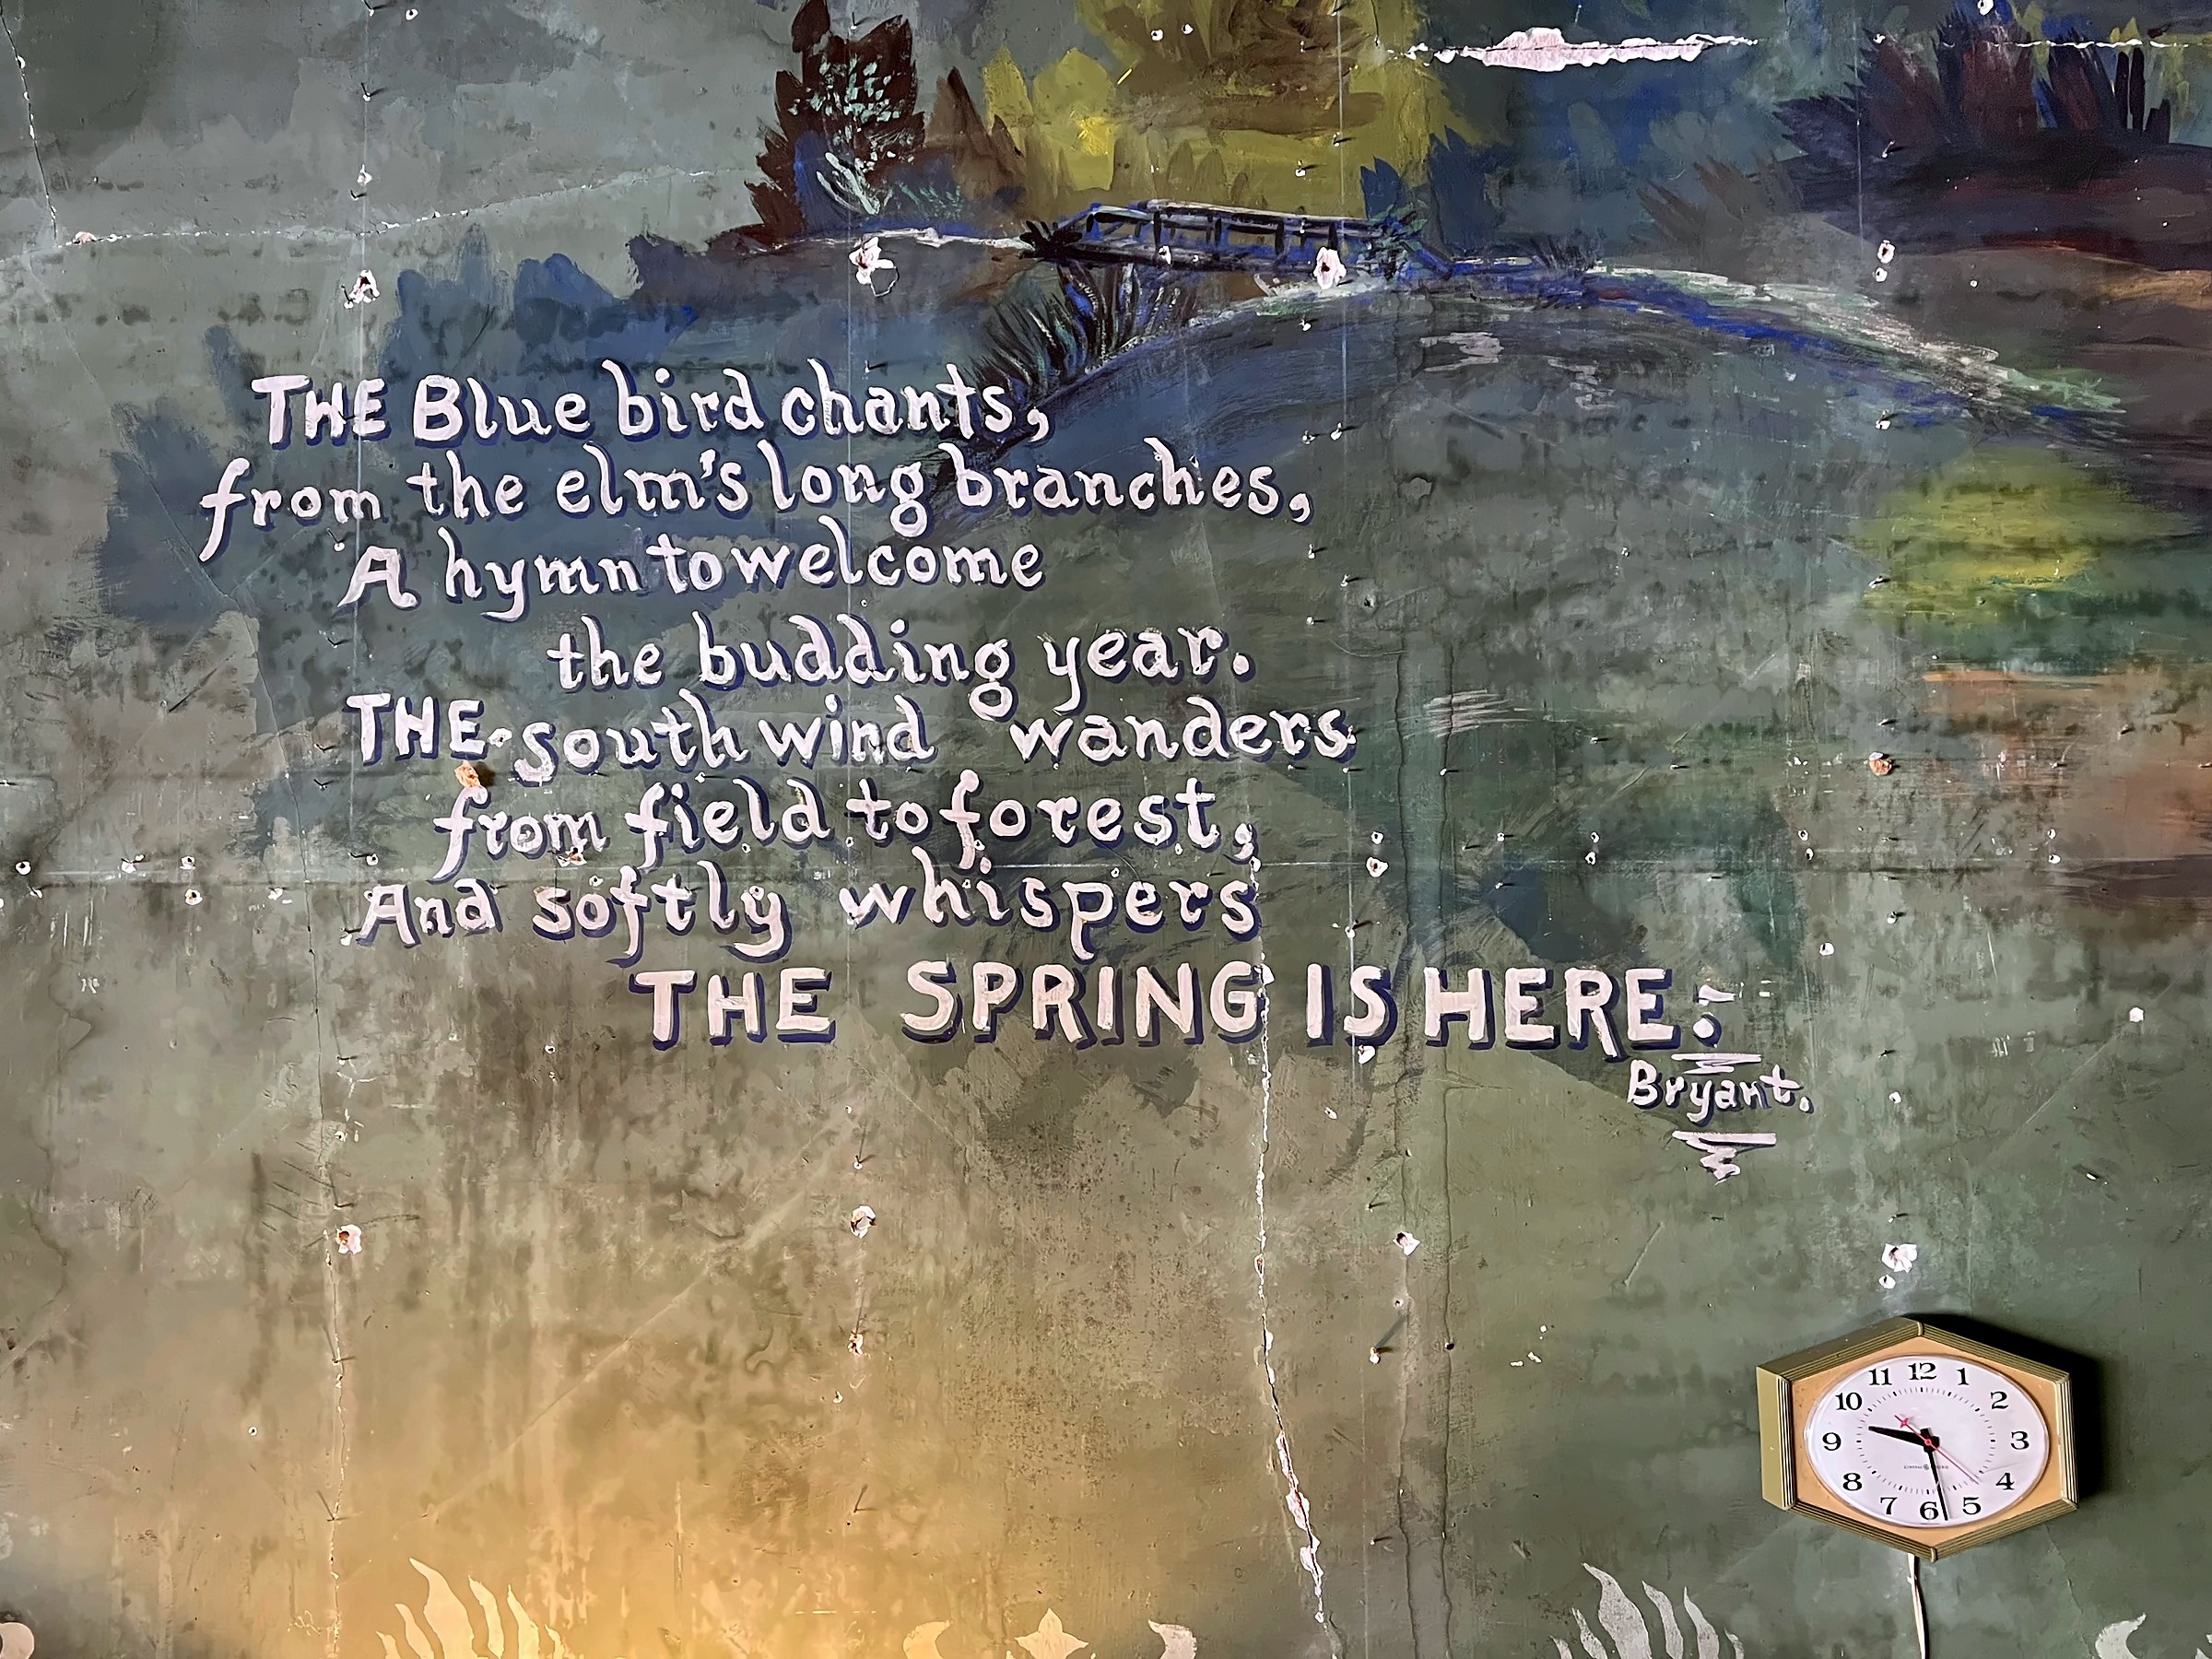 THE Blue bird chants,
from the elm's long branches,
A hymn to welcome
the budding year.
THE south wind wanders
from field to forest,
And softly whispers
THE SPRING IS HERE:
Bryant.
12
1
2
3
4
5
6
7
8
9
10
11